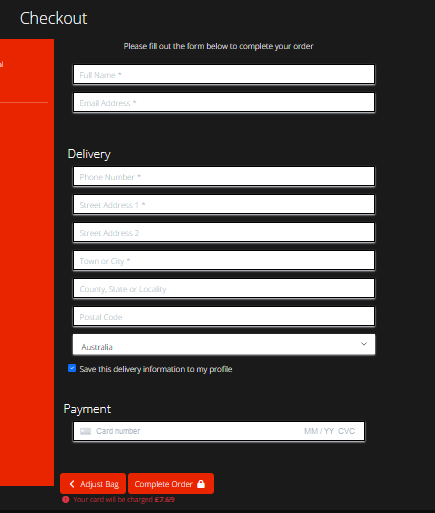 Checkout
Please fill out the form below to complete your order
al
Full Name *
Email Address *
Delivery
Phone Number *
Street Address 1 *
Street Address 2
Town or City *
County, State or Locality
Postal Code
Australia
Save this delivery information to my profile
Payment
Card number MM / YY CVC
Adjust Bag Complete Order
Your card will be charged £7.69